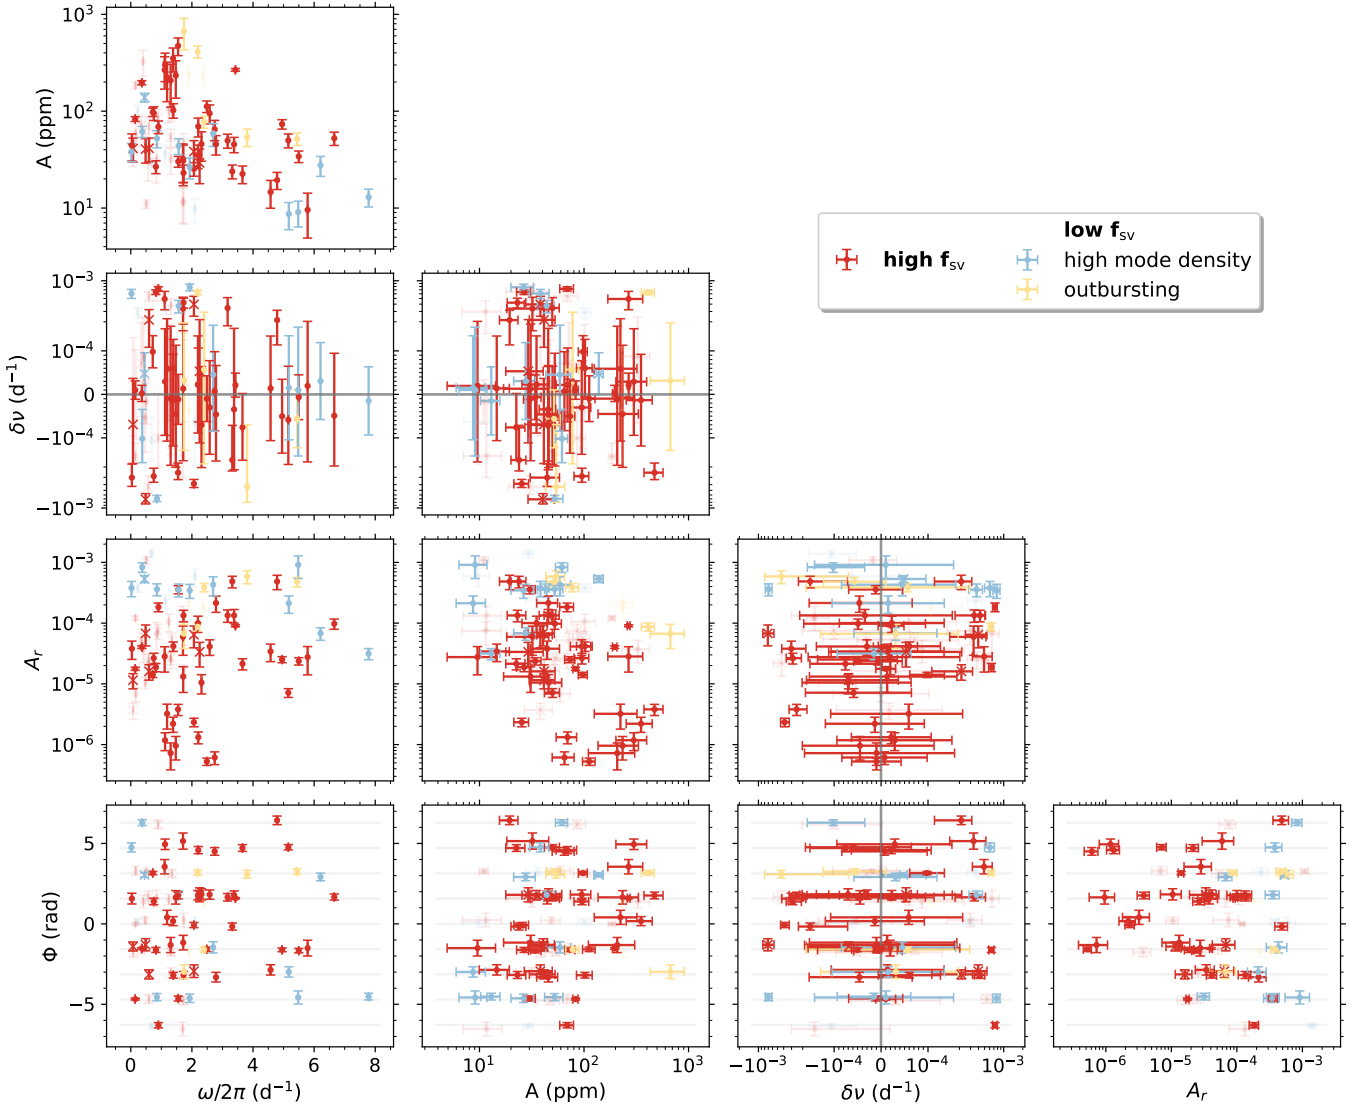 10³
10²
10¹
A (ppm)
high f_sv
low f_sv
high mode density
outbursting
10⁻³
10⁻⁴
0
−10⁻⁴
−10⁻³
δν (d⁻¹)
10⁻³
10⁻⁴
10⁻⁵
10⁻⁶
A_r
5
0
−5
Φ (rad)
0 2 4 6 8
10¹ 10² 10³
−10⁻³ −10⁻⁴ 0 10⁻⁴ 10⁻³
10⁻⁶ 10⁻⁵ 10⁻⁴ 10⁻³
ω/2π (d⁻¹)
A (ppm)
δν (d⁻¹)
A_r